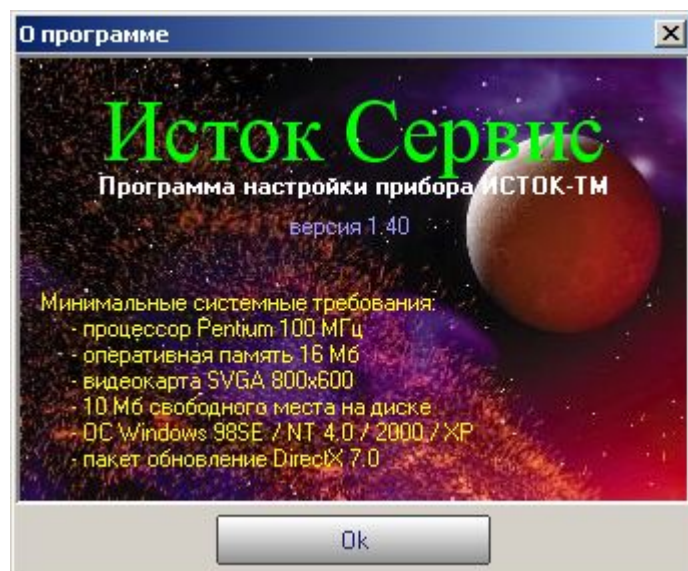 О программе
Исток Сервис
Программа настройки прибора ИСТОК-ТМ
версия 1.40
Минимальные системные требования:
- процессор Pentium 100 МГц
- оперативная память 16 Мб
- видеокарта SVGA 800x600
- 10 Мб свободного места на диске
- ОС Windows 98SE / NT 4.0 / 2000 / XP
- пакет обновление DirectX 7.0
Ok